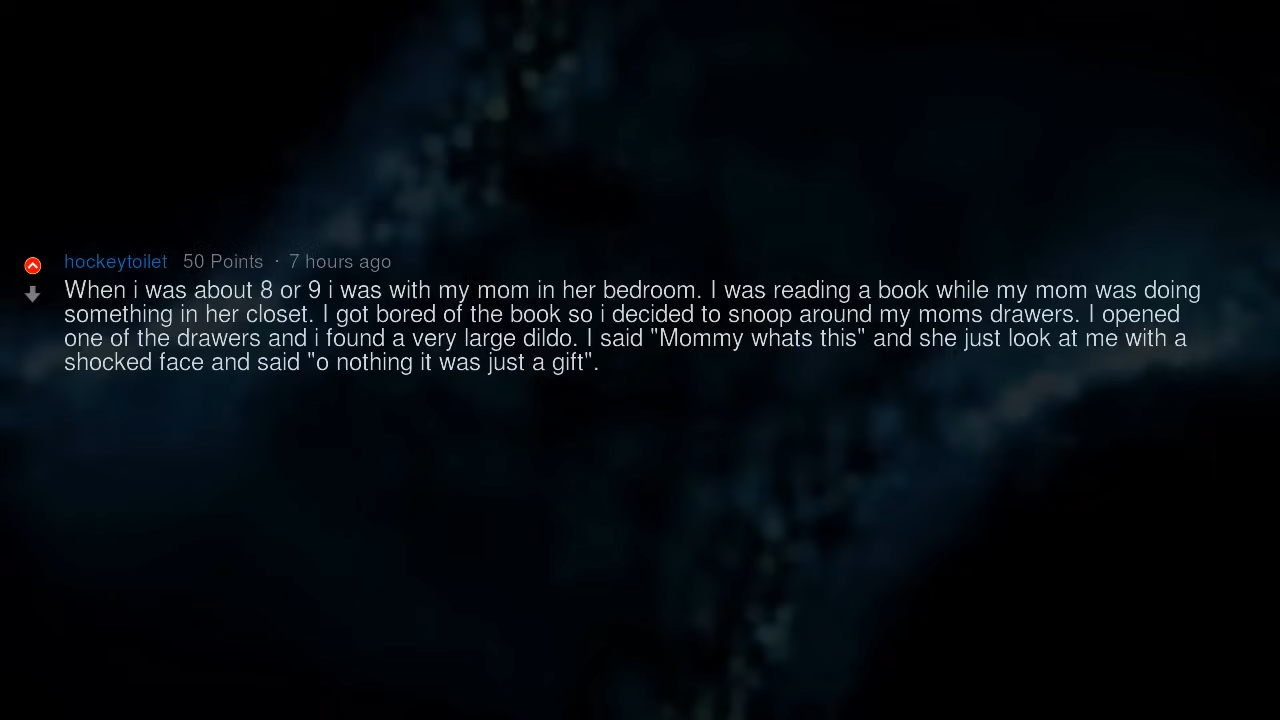 hockeytoilet 50 Points · 7 hours ago
When i was about 8 or 9 i was with my mom in her bedroom. I was reading a book while my mom was doing
something in her closet. I got bored of the book so i decided to snoop around my moms drawers. I opened
one of the drawers and i found a very large dildo. I said "Mommy whats this" and she just look at me with a
shocked face and said "o nothing it was just a gift".